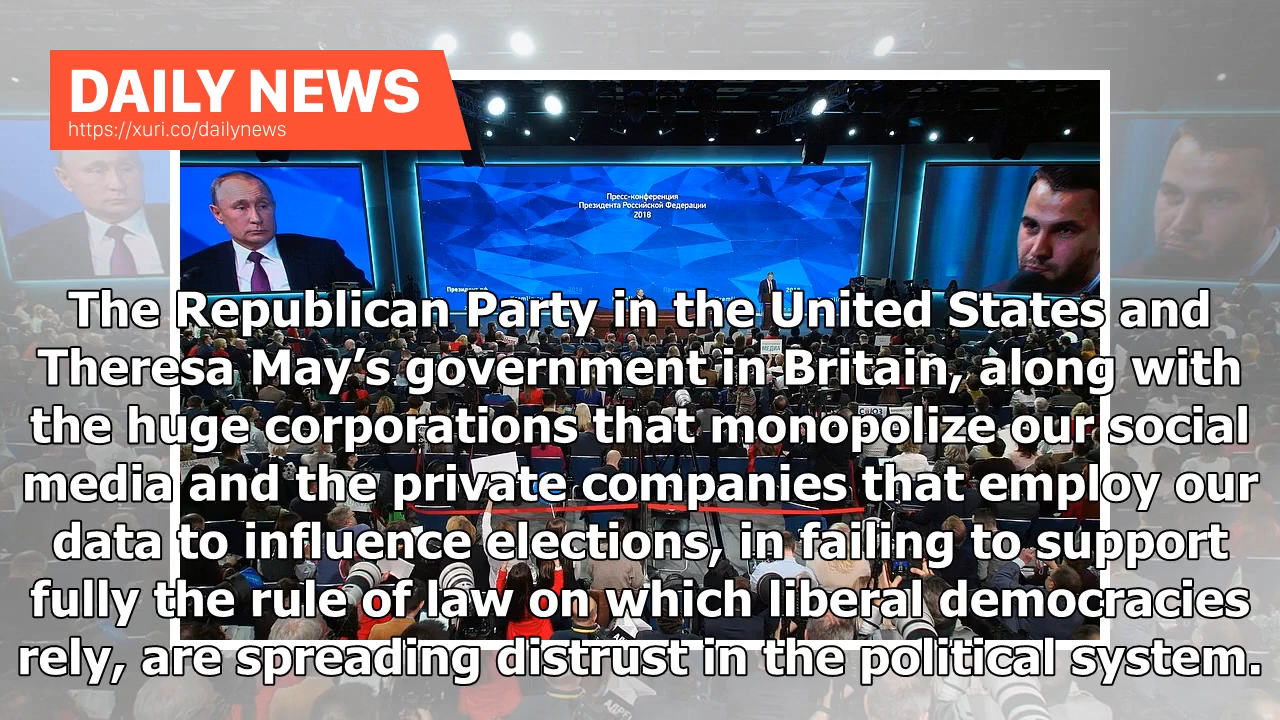 DAILY NEWS
https://xuri.co/dailynews
Пресс-конференция
Президента Российской Федерации
2018
The Republican Party in the United States and
Theresa May’s government in Britain, along with
the huge corporations that monopolize our social
media and the private companies that employ our
data to influence elections, in failing to support
fully the rule of law on which liberal democracies
rely, are spreading distrust in the political system.